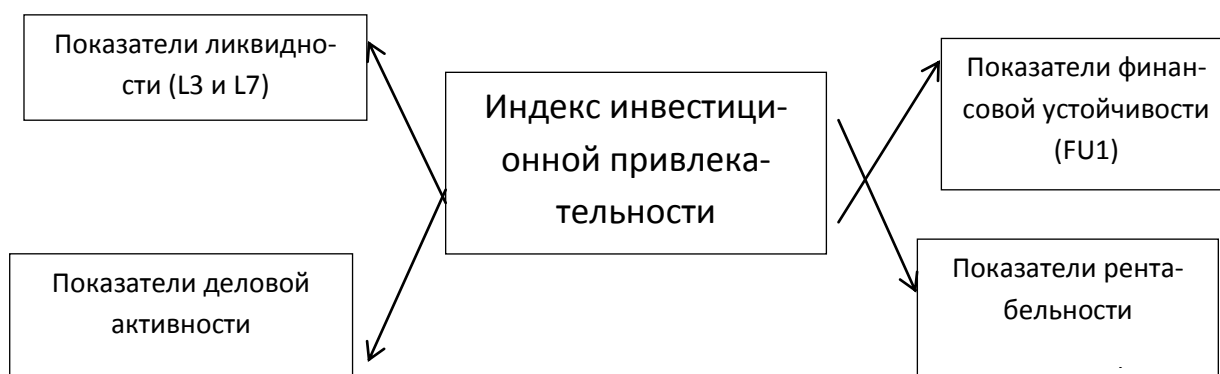 Показатели ликвидно-
сти (L3 и L7)
Индекс инвестици-
онной привлека-
тельности
Показатели финан-
совой устойчивости
(FU1)
Показатели деловой
активности
Показатели рента-
бельности